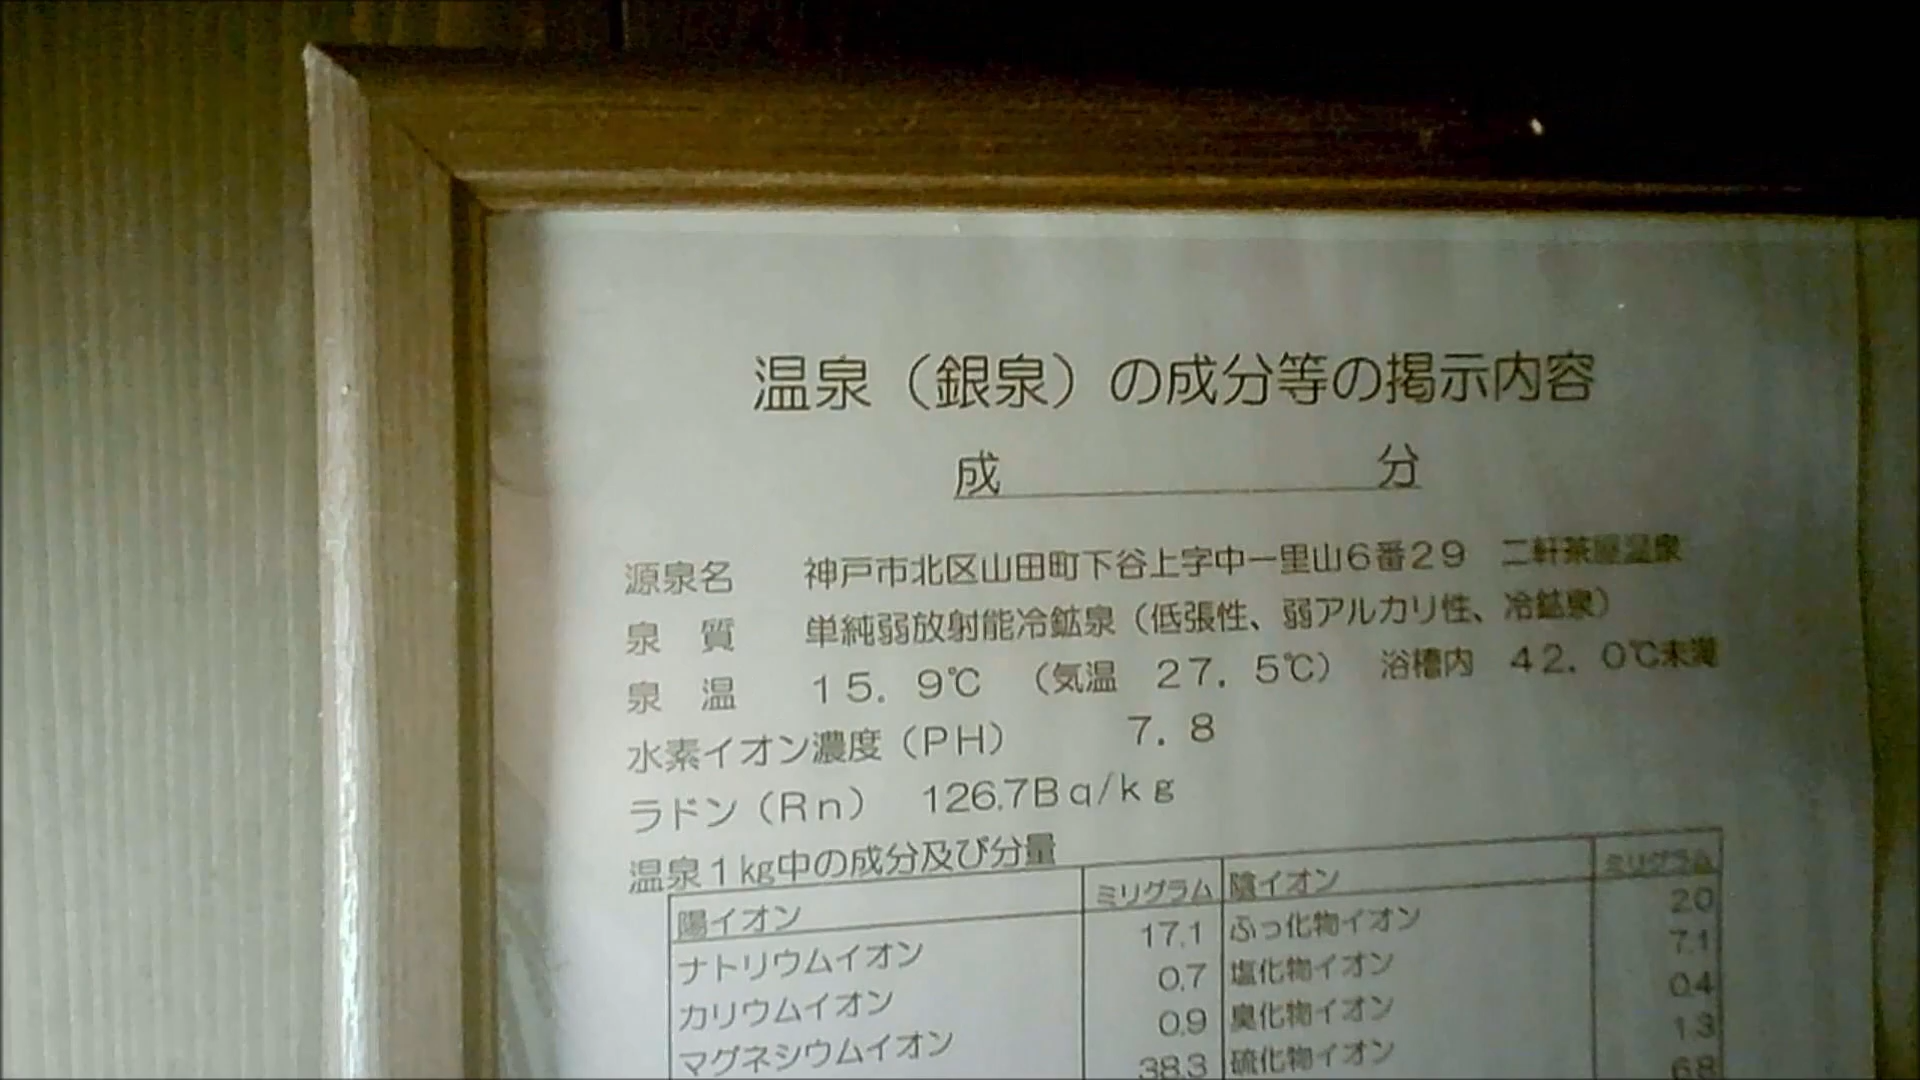 温泉（銀泉）の成分等の掲示内容
成 分
源泉名 神戸市北区山田町下谷上字中一里山6番29 二軒茶屋温泉
泉 質 単純弱放射能冷鉱泉（低張性、弱アルカリ性、冷鉱泉）
泉 温 15.9℃ （気温 27.5℃） 浴槽内 42.0℃未満
水素イオン濃度（PH） 7.8
ラドン（Rn） 126.7Bq/kg
温泉1kg中の成分及び分量
陽イオン ミリグラム 陰イオン ミリグラム
ナトリウムイオン 17.1 ふっ化物イオン 2.0
カリウムイオン 0.7 塩化物イオン 7.1
マグネシウムイオン 0.9 臭化物イオン 0.4
38.3 硫化物イオン 1.3
6.8